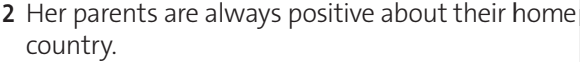 2 Her parents are always positive about their home
country.